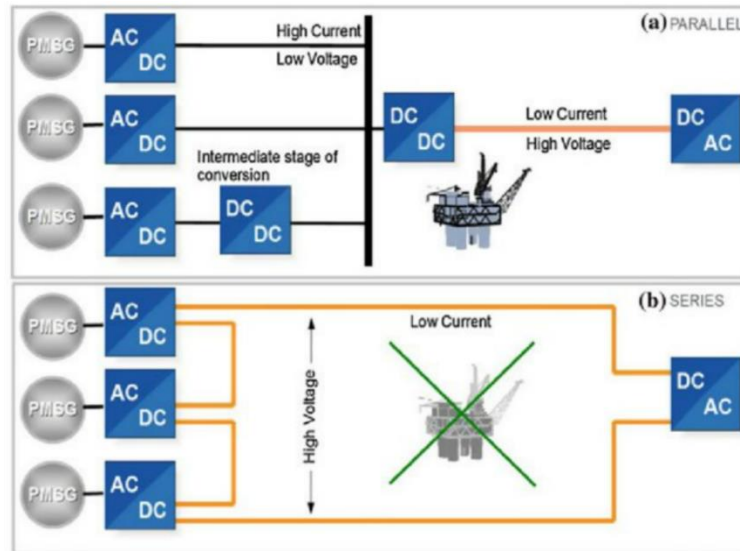 (a) PARALLEL
PMSG
AC
DC
High Current
Low Voltage
PMSG
AC
DC
DC
DC
Low Current
High Voltage
DC
AC
Intermediate stage of
conversion
PMSG
AC
DC
DC
DC
(b) SERIES
PMSG
AC
DC
Low Current
High Voltage
PMSG
AC
DC
DC
AC
PMSG
AC
DC